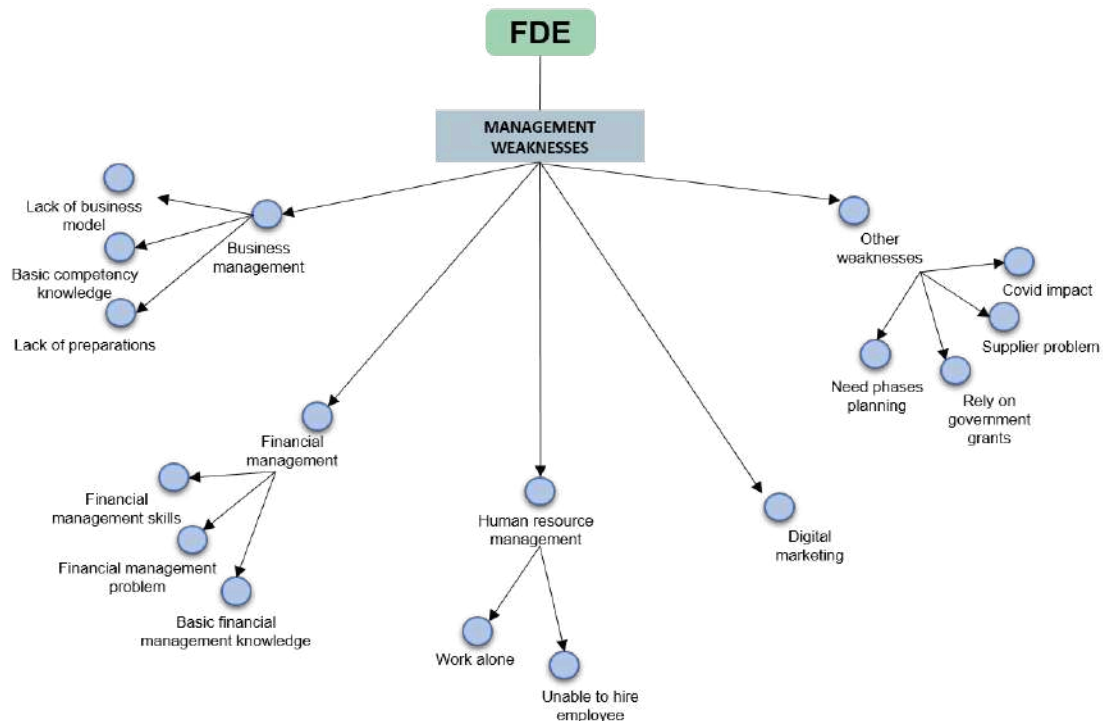 FDE
MANAGEMENT
WEAKNESSES
Lack of business
model
Basic competency
knowledge
Lack of preparations
Business
management
Other
weaknesses
Covid impact
Supplier problem
Need phases
planning
Rely on
government
grants
Financial
management
Financial
management skills
Financial management
problem
Basic financial
management knowledge
Human resource
management
Work alone
Unable to hire
employee
Digital
marketing